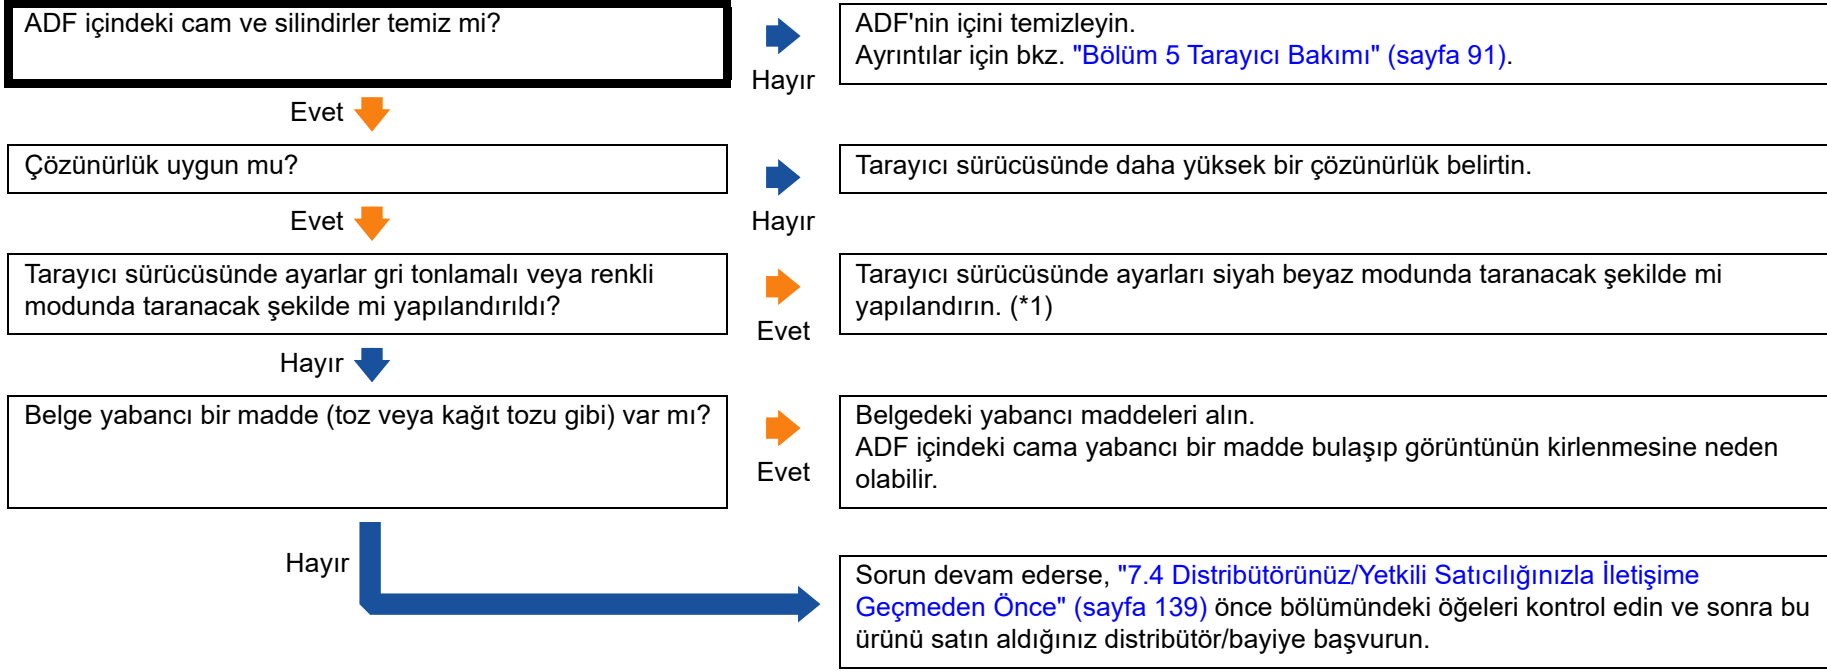 ADF içindeki cam ve silindirler temiz mi?
Hayır
ADF'nin içini temizleyin.
Ayrıntılar için bkz. "Bölüm 5 Tarayıcı Bakımı" (sayfa 91).
Evet
Çözünürlük uygun mu?
Hayır
Tarayıcı sürücüsünde daha yüksek bir çözünürlük belirtin.
Evet
Tarayıcı sürücüsünde ayarlar gri tonlamalı veya renkli
modunda taranacak şekilde mi yapılandırıldı?
Evet
Tarayıcı sürücüsünde ayarları siyah beyaz modunda taranacak şekilde mi
yapılandırın. (*1)
Hayır
Belge yabancı bir madde (toz veya kağıt tozu gibi) var mı?
Evet
Belgedeki yabancı maddeleri alın.
ADF içindeki cama yabancı bir madde bulaşıp görüntünün kirlenmesine neden
olabilir.
Hayır
Sorun devam ederse, "7.4 Distribütörünüz/Yetkili Satıcılığınızla İletişime
Geçmeden Önce" (sayfa 139) önce bölümündeki öğeleri kontrol edin ve sonra bu
ürünü satın aldığınız distribütör/bayiye başvurun.